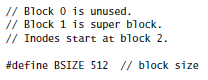 // Block 0 is unused.
// Block 1 is super block.
// Inodes start at block 2.
#define BSIZE 512  // block size